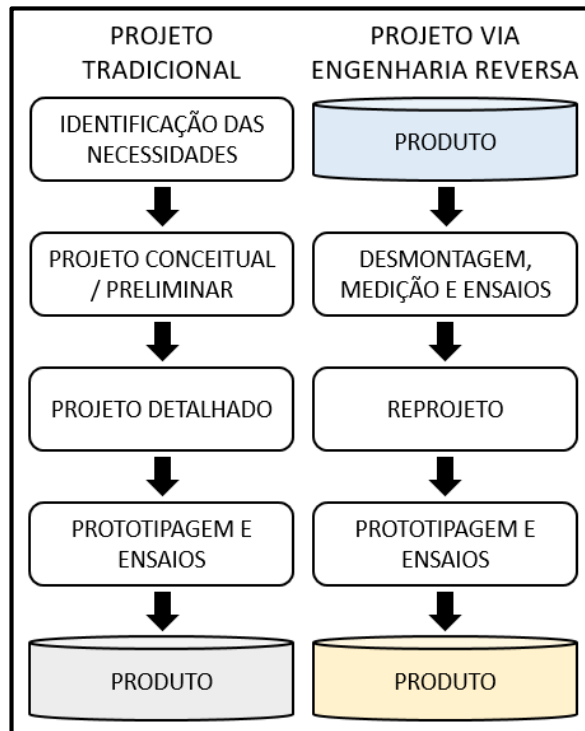 PROJETO
TRADICIONAL
IDENTIFICAÇÃO DAS
NECESSIDADES
PROJETO CONCEITUAL
/ PRELIMINAR
PROJETO DETALHADO
PROTOTIPAGEM E
ENSAIOS
PRODUTO
PROJETO VIA
ENGENHARIA REVERSA
PRODUTO
DESMONTAGEM,
MEDIÇÃO E ENSAIOS
REPROJETO
PROTOTIPAGEM E
ENSAIOS
PRODUTO